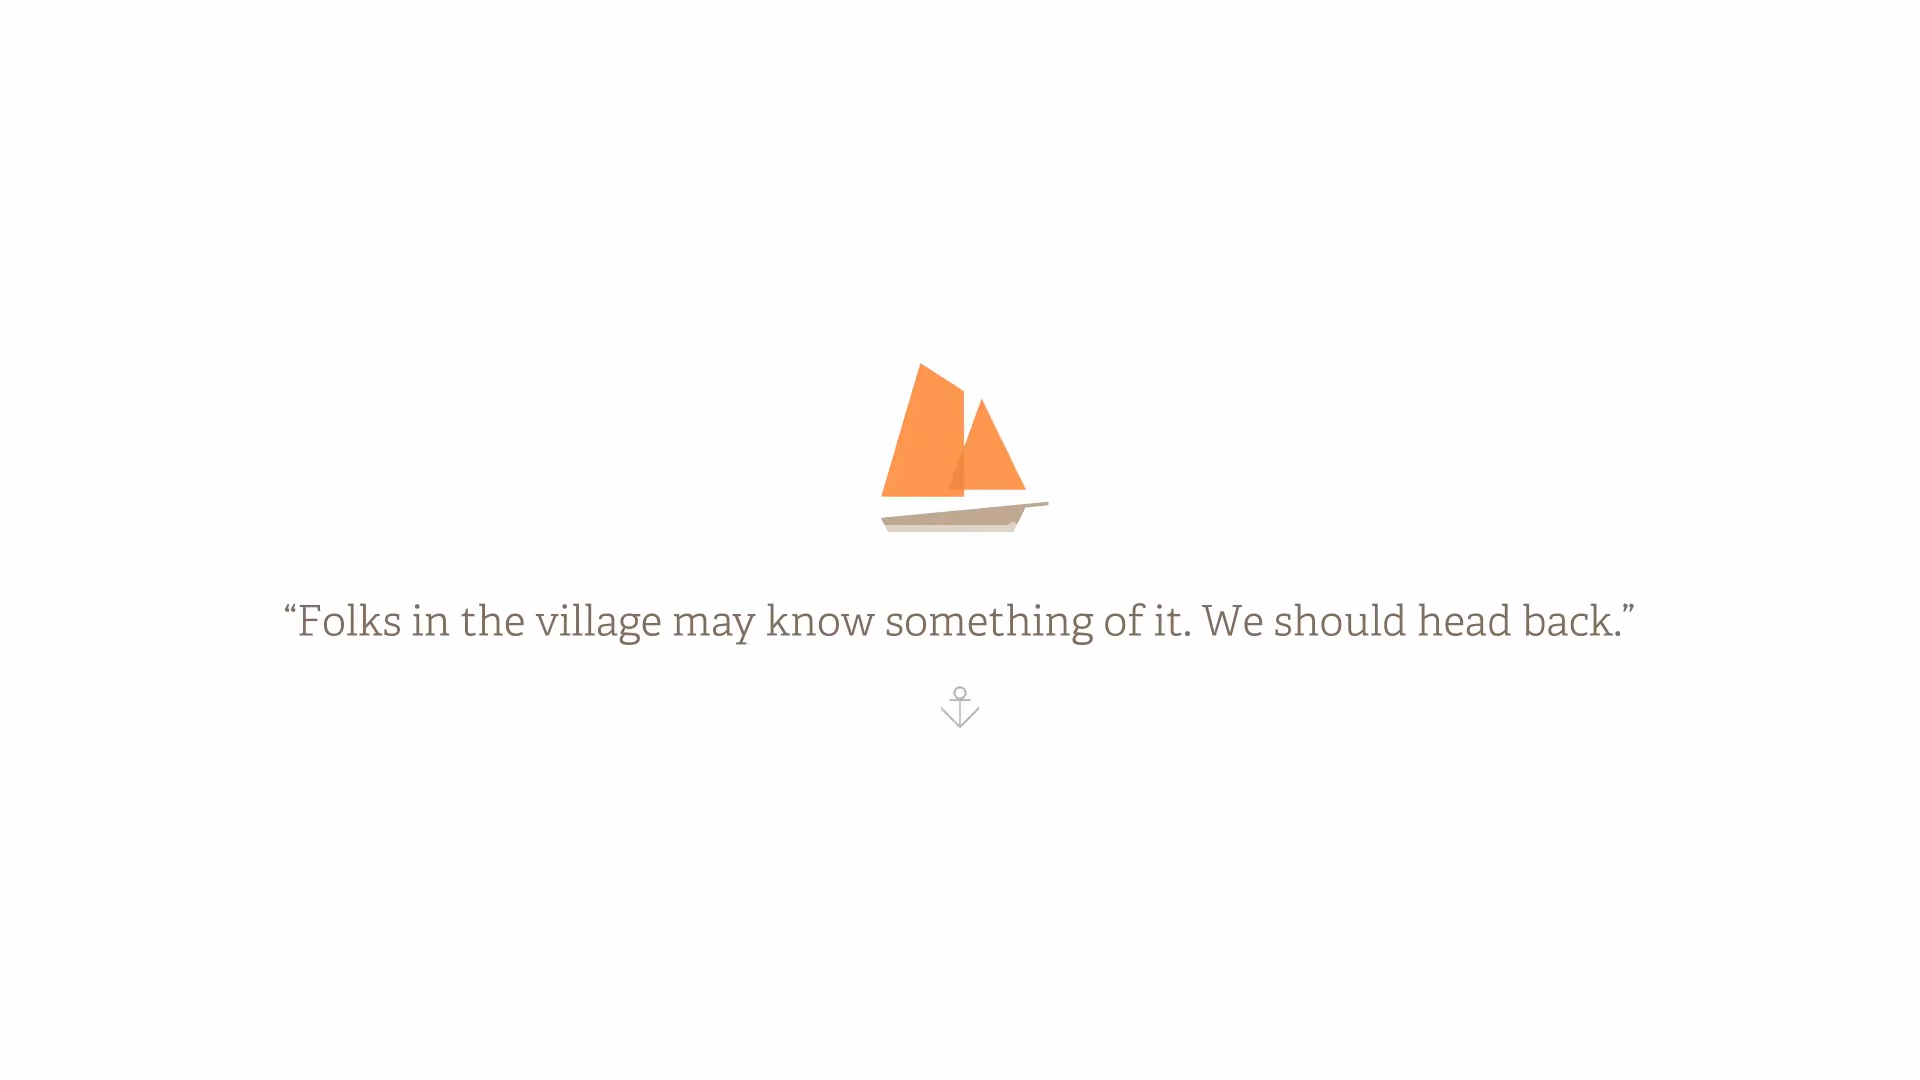 “Folks in the village may know something of it. We should head back.”